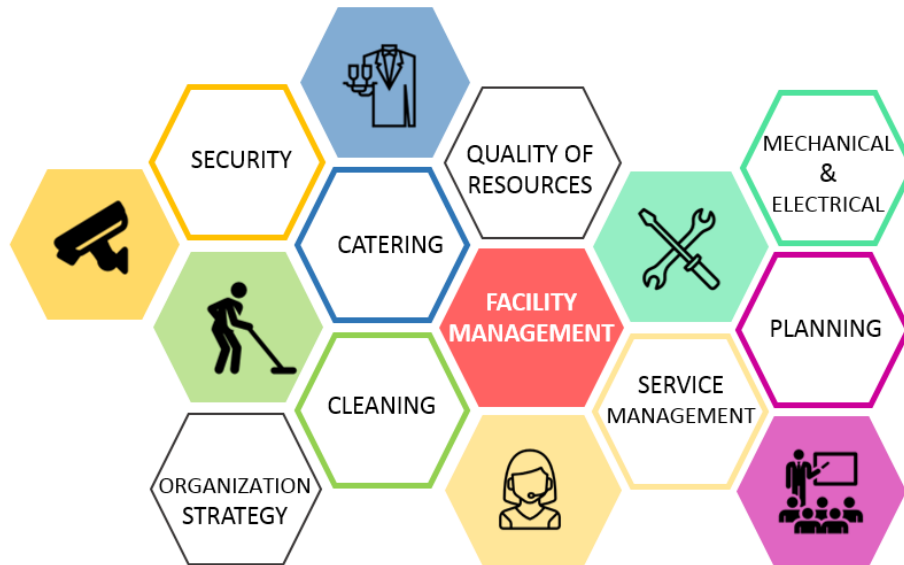 SECURITY
QUALITY OF
RESOURCES
MECHANICAL
&
ELECTRICAL
CATERING
FACILITY
MANAGEMENT
PLANNING
CLEANING
SERVICE
MANAGEMENT
ORGANIZATION
STRATEGY